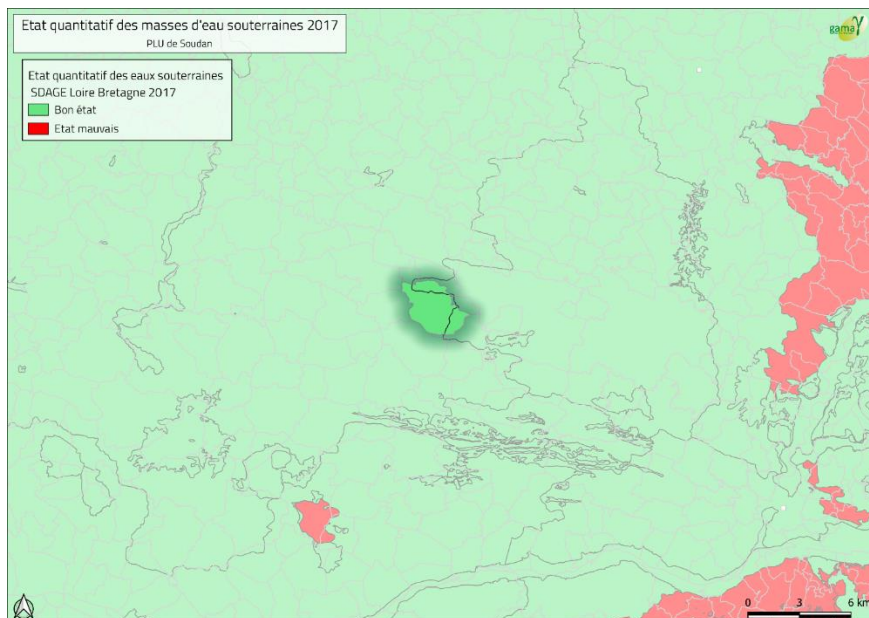 Etat quantitatif des masses d'eau souterraines 2017
PLU de Soudan
gama
Etat quantitatif des eaux souterraines
SDAGE Loire Bretagne 2017
Bon état
Etat mauvais
0 3 6 km